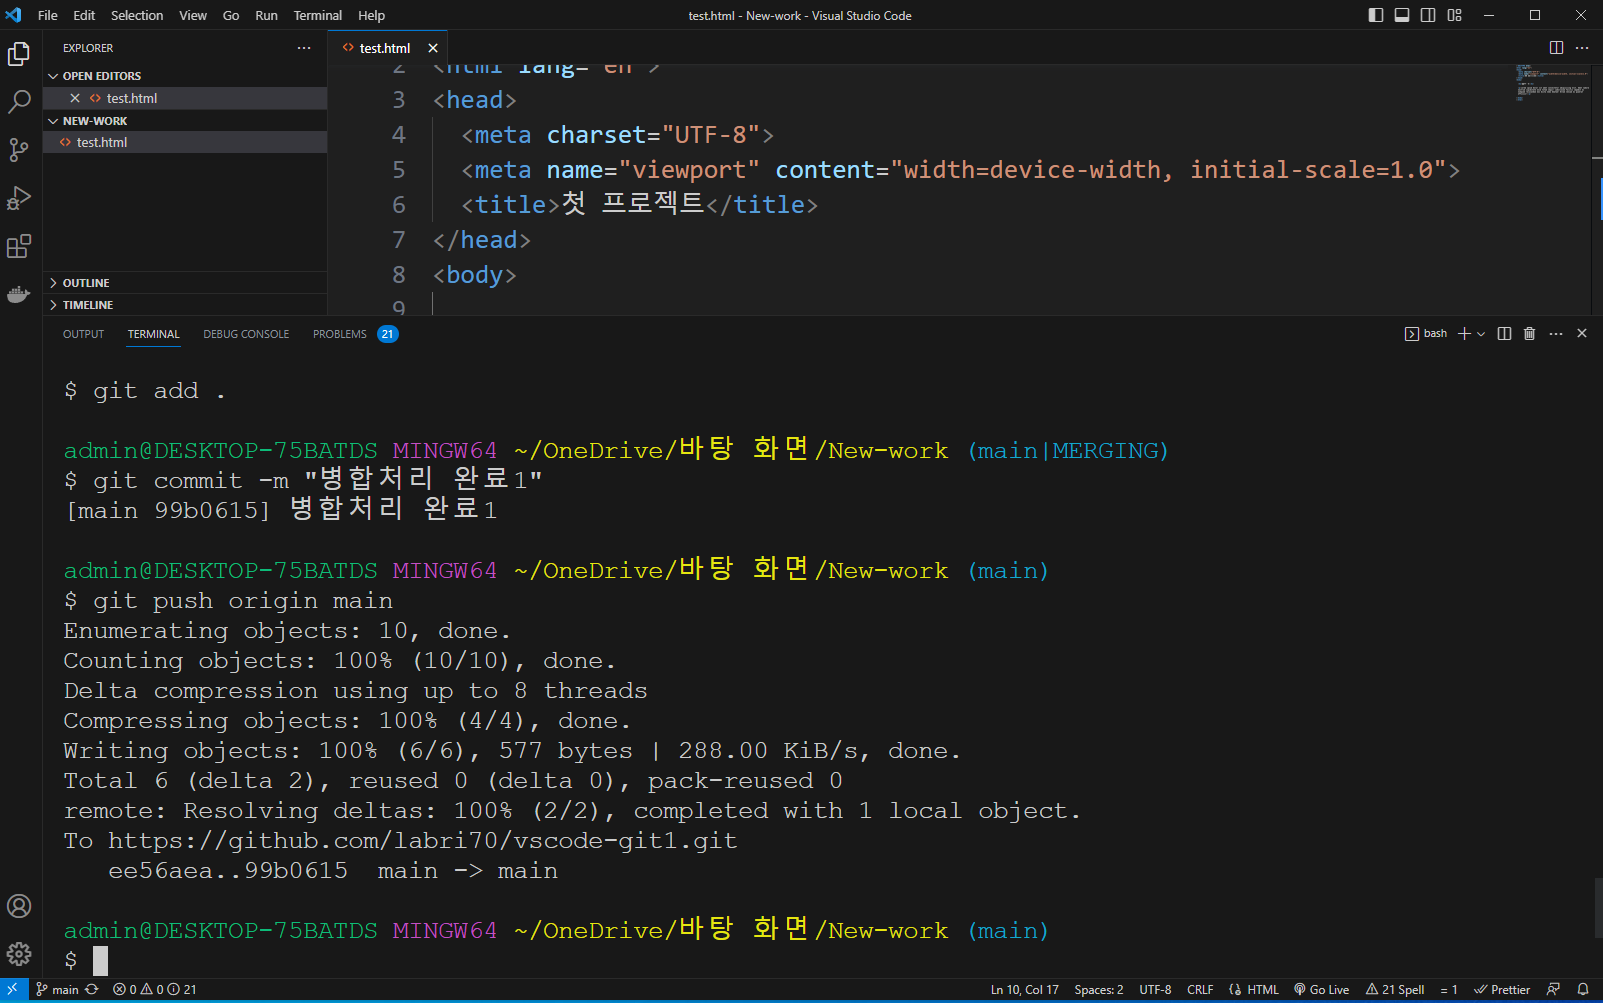 File Edit Selection View Go Run Terminal Help
test.html - New-work - Visual Studio Code
EXPLORER
OPEN EDITORS
test.html
NEW-WORK
test.html
OUTLINE
TIMELINE
test.html
2 <html lang="en">
3 <head>
4 <meta charset="UTF-8">
5 <meta name="viewport" content="width=device-width, initial-scale=1.0">
6 <title>첫 프로젝트</title>
7 </head>
8 <body>
9
OUTPUT TERMINAL DEBUG CONSOLE PROBLEMS 21
bash
$ git add .
admin@DESKTOP-75BATDS MINGW64 ~/OneDrive/바탕 화면/New-work (main|MERGING)
$ git commit -m "병합처리 완료1"
[main 99b0615] 병합처리 완료1
admin@DESKTOP-75BATDS MINGW64 ~/OneDrive/바탕 화면/New-work (main)
$ git push origin main
Enumerating objects: 10, done.
Counting objects: 100% (10/10), done.
Delta compression using up to 8 threads
Compressing objects: 100% (4/4), done.
Writing objects: 100% (6/6), 577 bytes | 288.00 KiB/s, done.
Total 6 (delta 2), reused 0 (delta 0), pack-reused 0
remote: Resolving deltas: 100% (2/2), completed with 1 local object.
To https://github.com/labri70/vscode-git1.git
ee56aea..99b0615 main -> main
admin@DESKTOP-75BATDS MINGW64 ~/OneDrive/바탕 화면/New-work (main)
$
main 0 0 21
Ln 10, Col 17 Spaces: 2 UTF-8 CRLF HTML Go Live 21 Spell = 1 Prettier